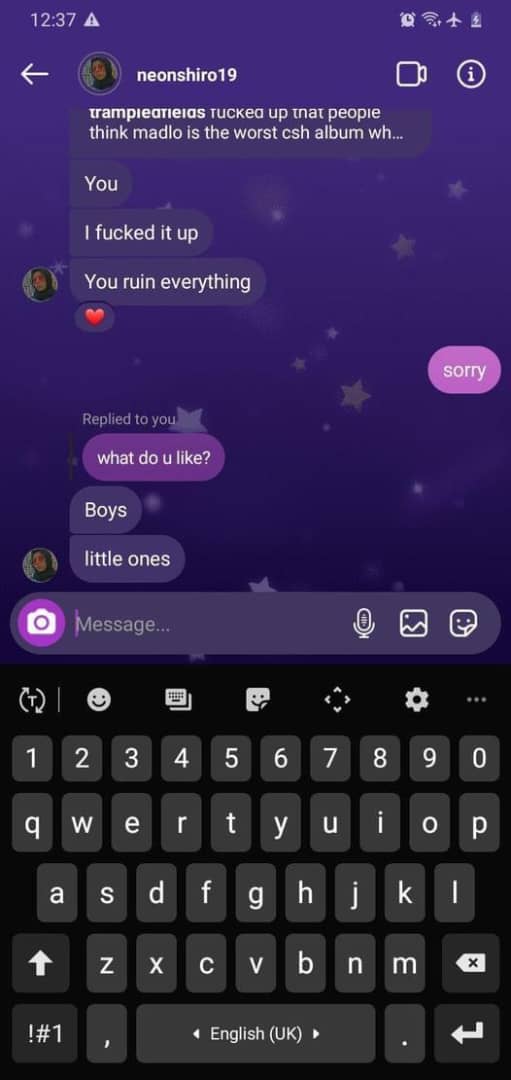 12:37
neonshiro19
trampledfields fucked up that people
think madlo is the worst csh album wh...
You
I fucked it up
You ruin everything
sorry
Replied to you
what do u like?
Boys
little ones
Message...
T
1 2 3 4 5 6 7 8 9 0
q w e r t y u i o p
a s d f g h j k l
z x c v b n m
!#1 , English (UK) .